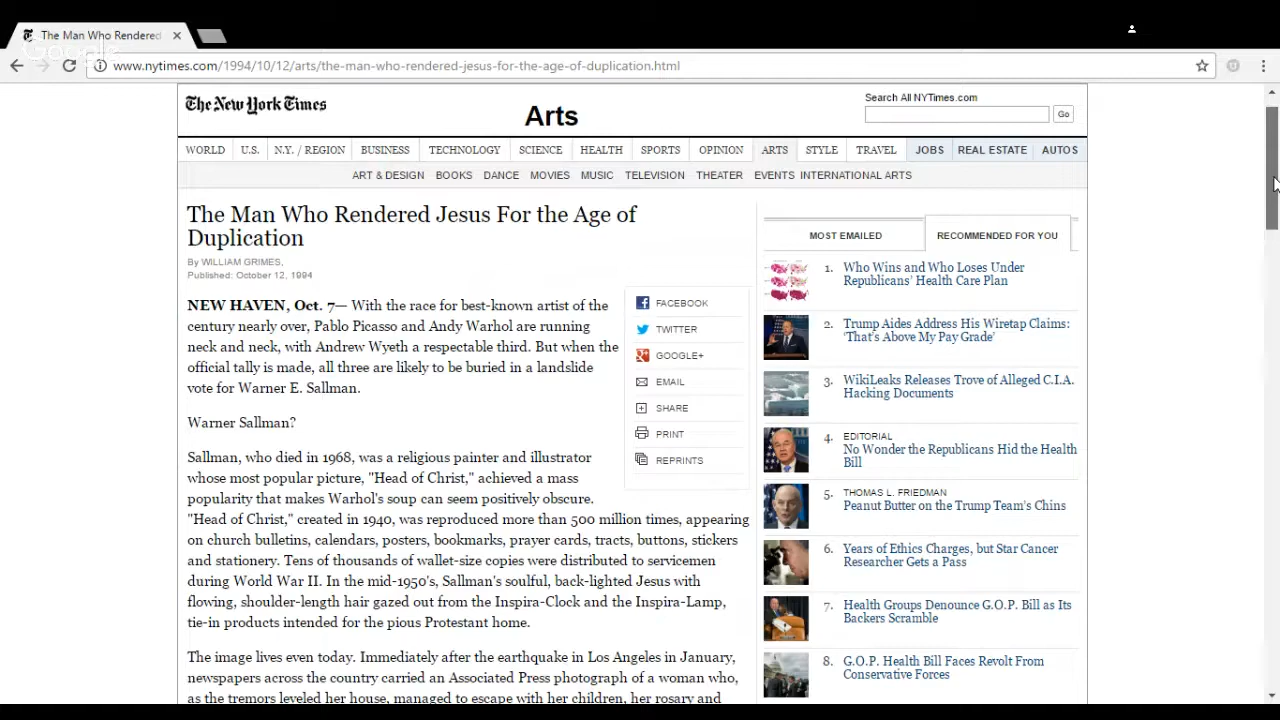 The Man Who Rendered
Google
www.nytimes.com/1994/10/12/arts/the-man-who-rendered-jesus-for-the-age-of-duplication.html
The New York Times
Arts
Search All NYTimes.com
Go
WORLD U.S. N.Y. / REGION BUSINESS TECHNOLOGY SCIENCE HEALTH SPORTS OPINION ARTS STYLE TRAVEL JOBS REAL ESTATE AUTOS
ART & DESIGN BOOKS DANCE MOVIES MUSIC TELEVISION THEATER EVENTS INTERNATIONAL ARTS
The Man Who Rendered Jesus For the Age of
Duplication
By WILLIAM GRIMES,
Published: October 12, 1994
NEW HAVEN, Oct. 7— With the race for best-known artist of the
century nearly over, Pablo Picasso and Andy Warhol are running
neck and neck, with Andrew Wyeth a respectable third. But when the
official tally is made, all three are likely to be buried in a landslide
vote for Warner E. Sallman.
Warner Sallman?
Sallman, who died in 1968, was a religious painter and illustrator
whose most popular picture, "Head of Christ," achieved a mass
popularity that makes Warhol's soup can seem positively obscure.
"Head of Christ," created in 1940, was reproduced more than 500 million times, appearing
on church bulletins, calendars, posters, bookmarks, prayer cards, tracts, buttons, stickers
and stationery. Tens of thousands of wallet-size copies were distributed to servicemen
during World War II. In the mid-1950's, Sallman's soulful, back-lighted Jesus with
flowing, shoulder-length hair gazed out from the Inspira-Clock and the Inspira-Lamp,
tie-in products intended for the pious Protestant home.
The image lives even today. Immediately after the earthquake in Los Angeles in January,
newspapers across the country carried an Associated Press photograph of a woman who,
as the tremors leveled her house, managed to escape with her children, her rosary and
FACEBOOK
TWITTER
GOOGLE+
EMAIL
SHARE
PRINT
REPRINTS
MOST EMAILED
RECOMMENDED FOR YOU
1. Who Wins and Who Loses Under
Republicans' Health Care Plan
2. Trump Aides Address His Wiretap Claims:
'That's Above My Pay Grade'
3. WikiLeaks Releases Trove of Alleged C.I.A.
Hacking Documents
4. EDITORIAL
No Wonder the Republicans Hid the Health
Bill
5. THOMAS L. FRIEDMAN
Peanut Butter on the Trump Team's Chins
6. Years of Ethics Charges, but Star Cancer
Researcher Gets a Pass
7. Health Groups Denounce G.O.P. Bill as Its
Backers Scramble
8. G.O.P. Health Bill Faces Revolt From
Conservative Forces